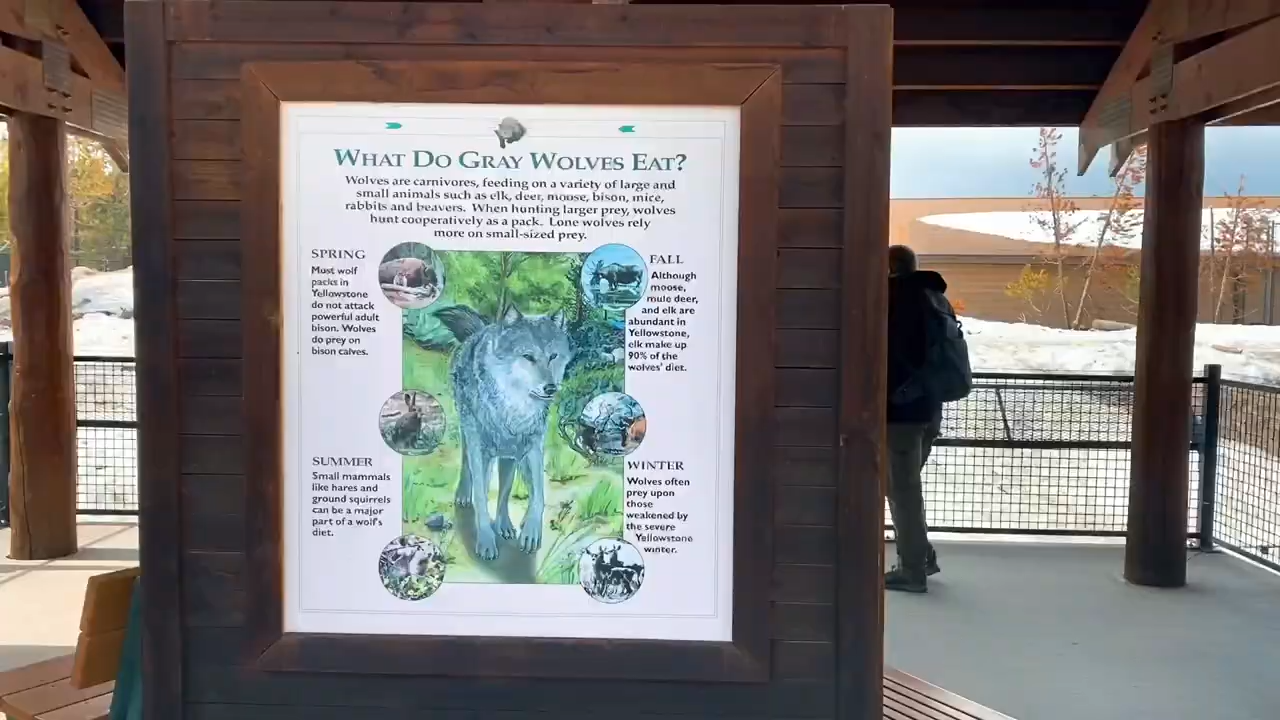 WHAT DO GRAY WOLVES EAT?
Wolves are carnivores, feeding on a variety of large and
small animals such as elk, deer, moose, bison, mice,
rabbits and beavers. When hunting larger prey, wolves
hunt cooperatively as a pack. Lone wolves rely
more on small-sized prey.
SPRING
Most wolf
packs in
Yellowstone
do not attack
powerful adult
bison. Wolves
do prey on
bison calves.
SUMMER
Small mammals
like hares and
ground squirrels
can be a major
part of a wolf's
diet.
FALL
Although
moose,
mule deer,
and elk are
abundant in
Yellowstone,
elk make up
90% of the
wolves' diet.
WINTER
Wolves often
prey upon
those
weakened by
the severe
Yellowstone
winter.